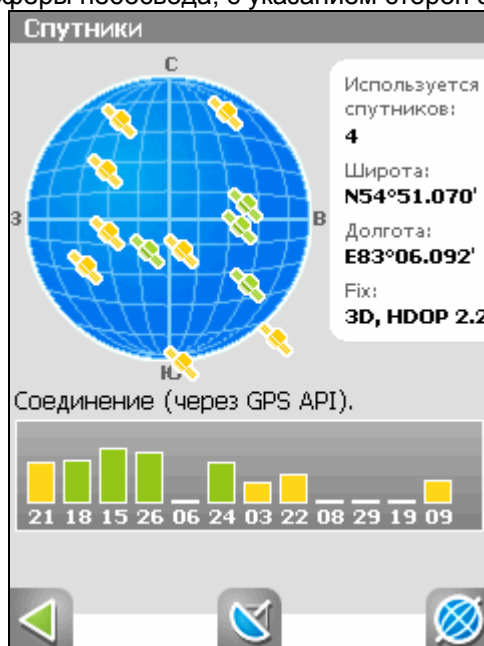 Спутники
С
З
В
Ю
Используется
спутников:
4
Широта:
N54°51.070'
Долгота:
E83°06.092'
Fix:
3D, HDOP 2.2
Соединение (через GPS API).
21 18 15 26 06 24 03 22 08 29 19 09